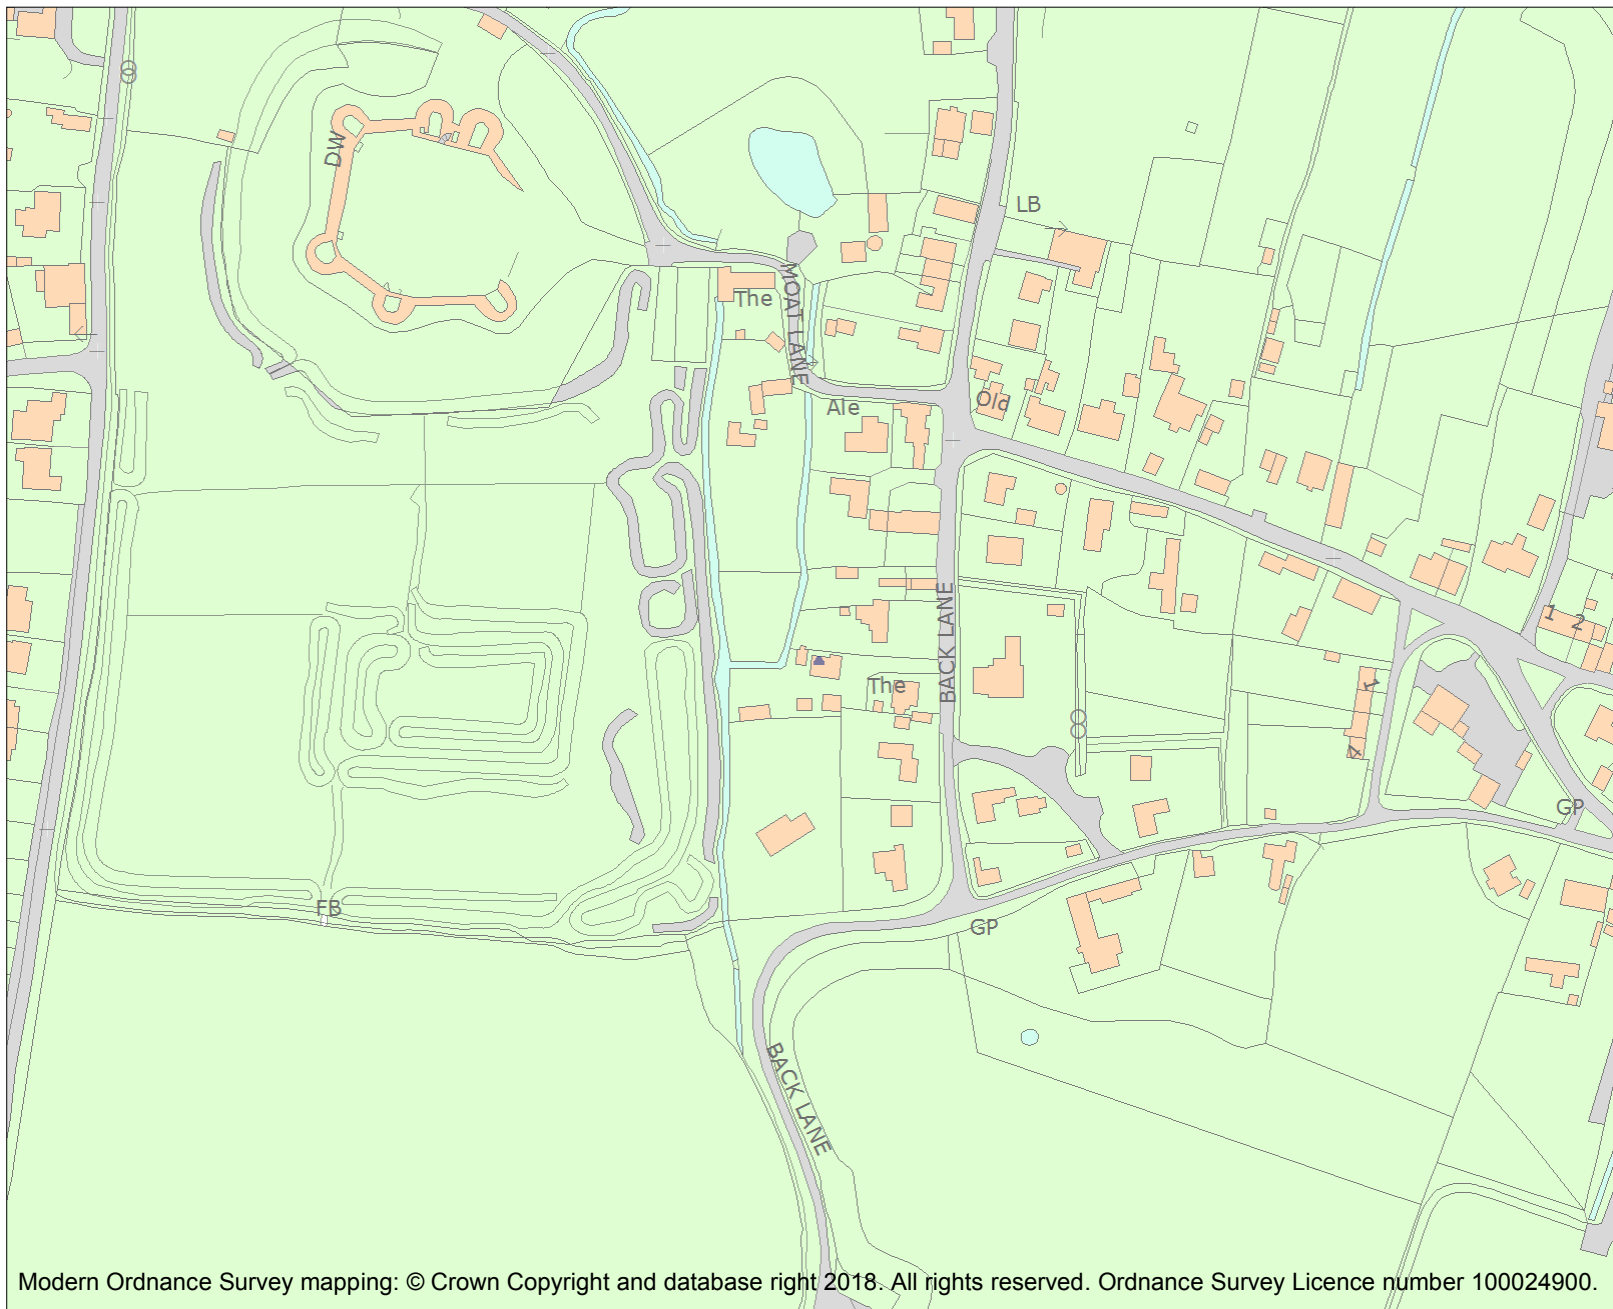 DW
LB
The
MOAT LANE
Old
Ale
BACK LANE
1 2
The
1
4
GP
FB
GP
BACK LANE
Modern Ordnance Survey mapping: © Crown Copyright and database right 2018. All rights reserved. Ordnance Survey Licence number 100024900.